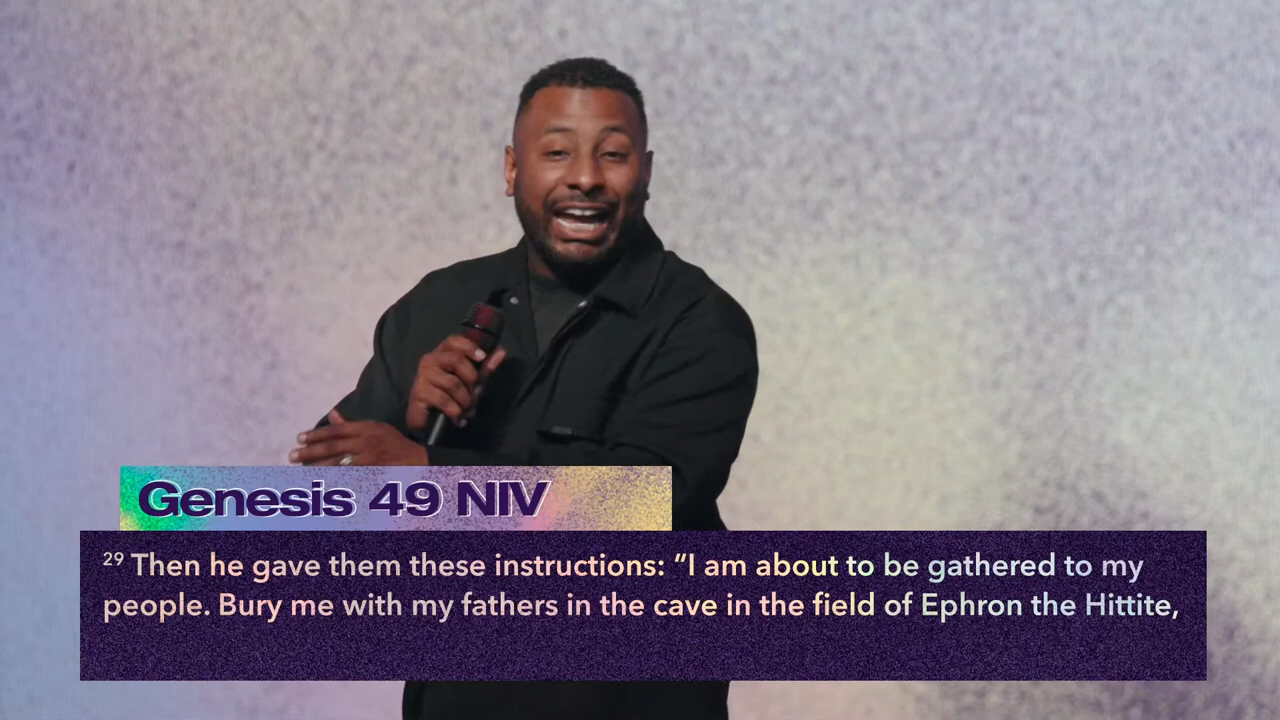 Genesis 49 NIV
29 Then he gave them these instructions: “I am about to be gathered to my
people. Bury me with my fathers in the cave in the field of Ephron the Hittite,